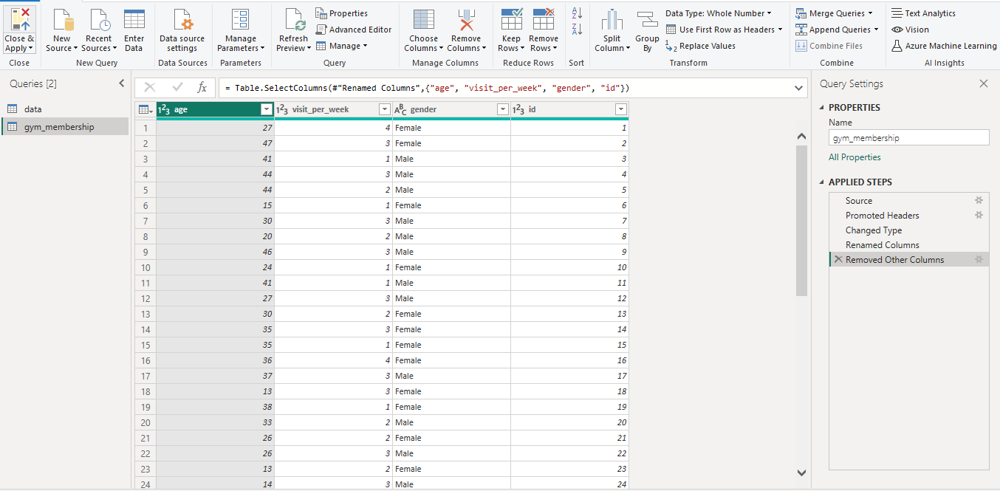 Close & Apply
New Source
Recent Sources
Enter Data
Data source settings
Manage Parameters
Refresh Preview
Properties
Advanced Editor
Manage
Choose Columns
Remove Columns
Keep Rows
Remove Rows
Split Column
Group By
Data Type: Whole Number
Use First Row as Headers
1 2 Replace Values
Merge Queries
Append Queries
Combine Files
Text Analytics
Vision
Azure Machine Learning
Close
New Query
Data Sources
Parameters
Query
Manage Columns
Reduce Rows
Sort
Transform
Combine
AI Insights
Queries [2]
data
gym_membership
fx
= Table.SelectColumns(#"Renamed Columns",{"age", "visit_per_week", "gender", "id"})
123 age 123 visit_per_week ABC gender 123 id
1 27 4 Female 1
2 47 3 Female 2
3 41 1 Male 3
4 44 3 Male 4
5 44 2 Male 5
6 15 1 Female 6
7 30 3 Male 7
8 20 2 Male 8
9 46 3 Male 9
10 24 1 Female 10
11 41 1 Male 11
12 27 3 Male 12
13 30 2 Female 13
14 35 3 Female 14
15 35 1 Female 15
16 36 4 Female 16
17 37 3 Male 17
18 13 3 Female 18
19 38 1 Female 19
20 33 2 Male 20
21 26 2 Female 21
22 26 3 Male 22
23 13 2 Female 23
24 14 3 Male 24
Query Settings
PROPERTIES
Name
gym_membership
All Properties
APPLIED STEPS
Source
Promoted Headers
Changed Type
Renamed Columns
Removed Other Columns